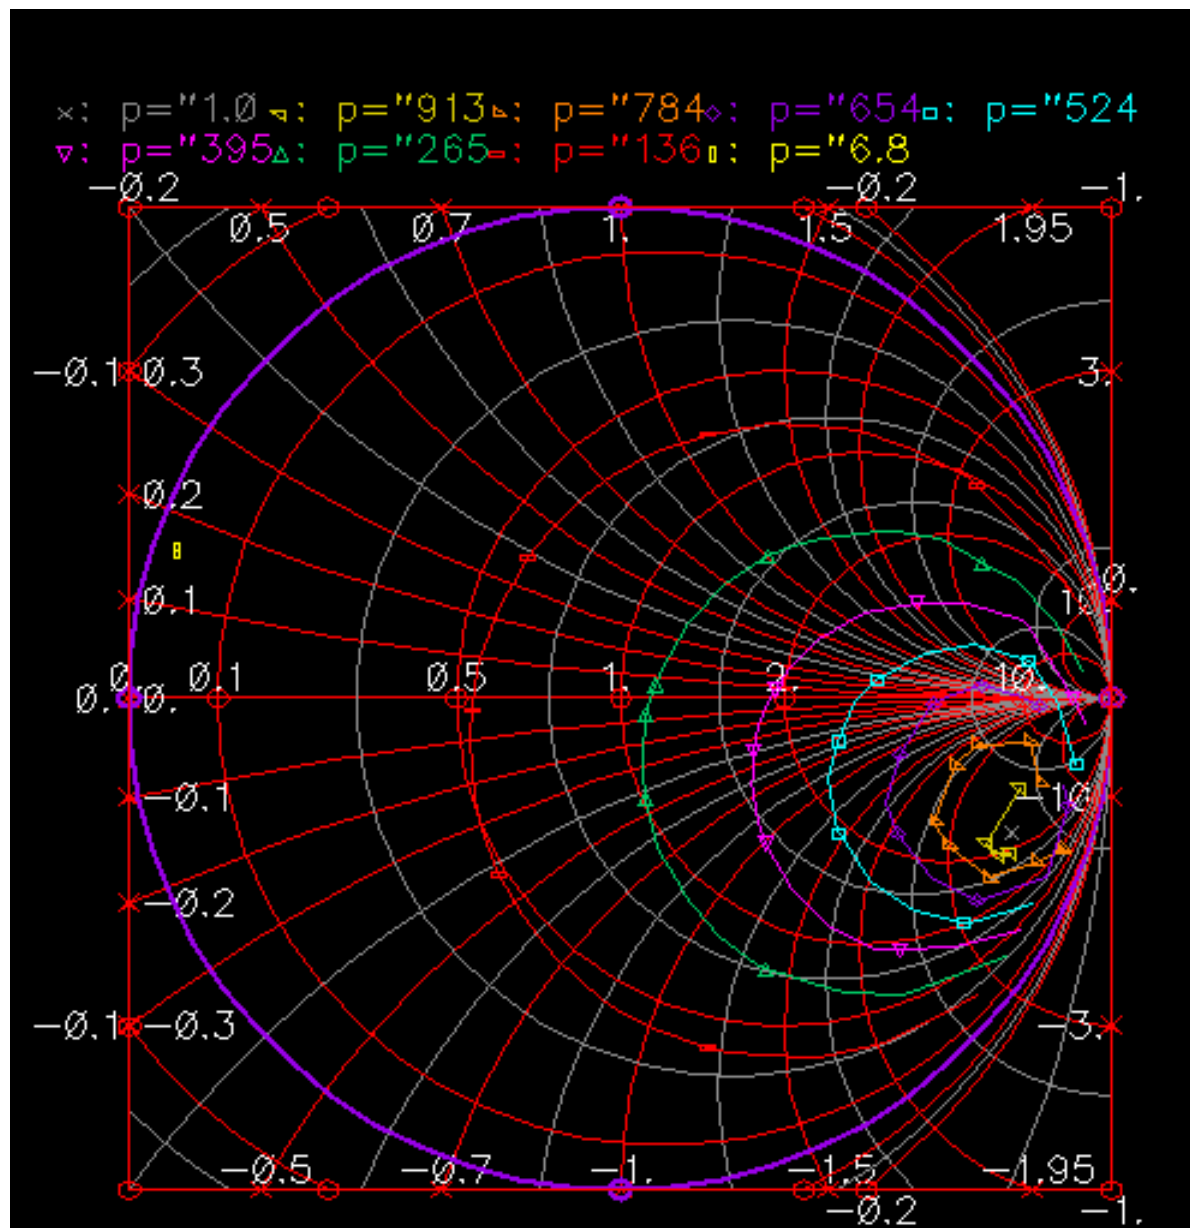 ×: p="1.0 ◁: p="913 ▷: p="784 ◇: p="654 □: p="524
▽: p="395 △: p="265 ▭: p="136 ▯: p="6.8
-0.2 -0.2 -1.
0.5 0.7 1. 1.5 1.95
-0.1 0.3 3.
0.2
0.1 10. 0.
0. 0.1 0.5 1. 2. 10.
0. 0.
-0.1 -10
-0.2
-0.1 -0.3 -3.
-0.5 -0.7 -1. -1.5 -1.95
-0.2 -1.